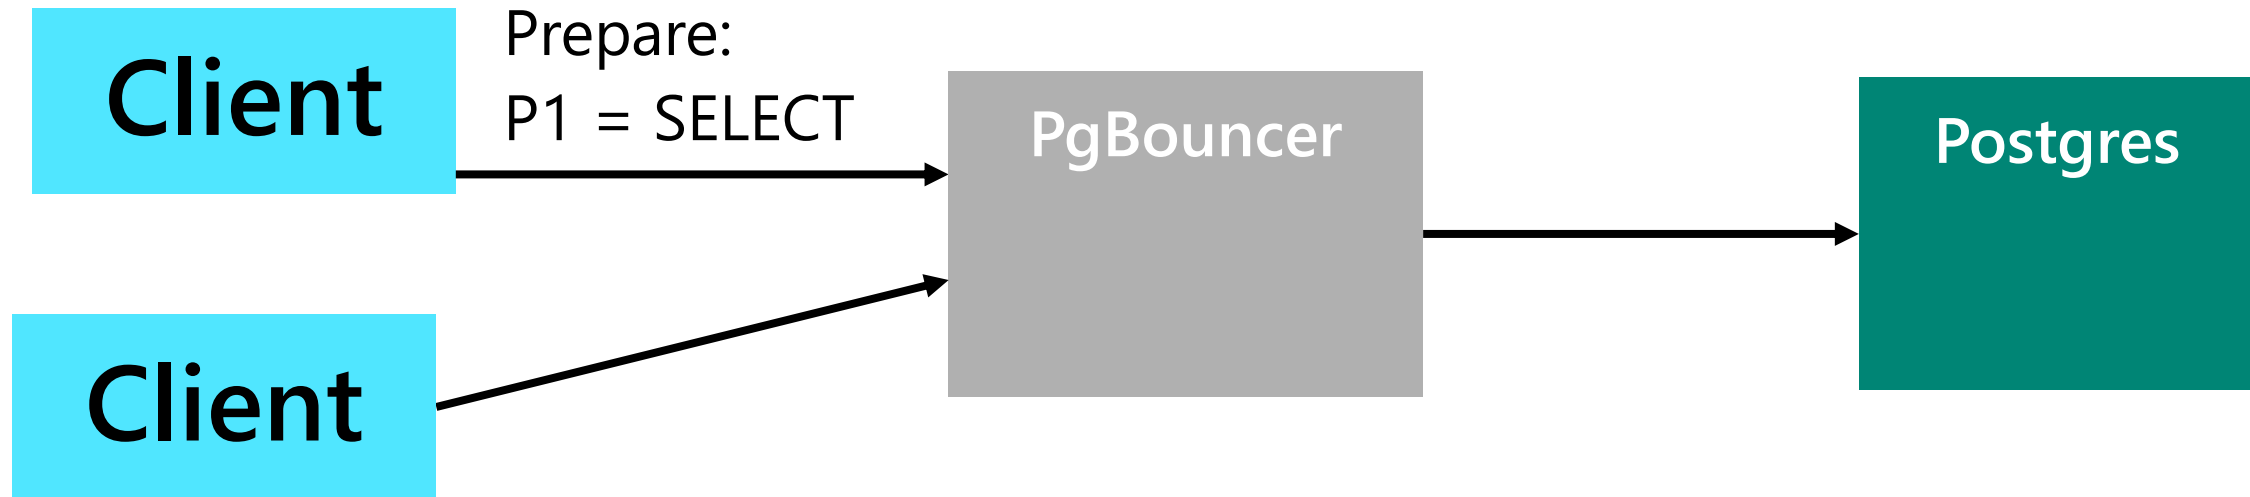 Client
Prepare:
P1 = SELECT
PgBouncer
Postgres
Client